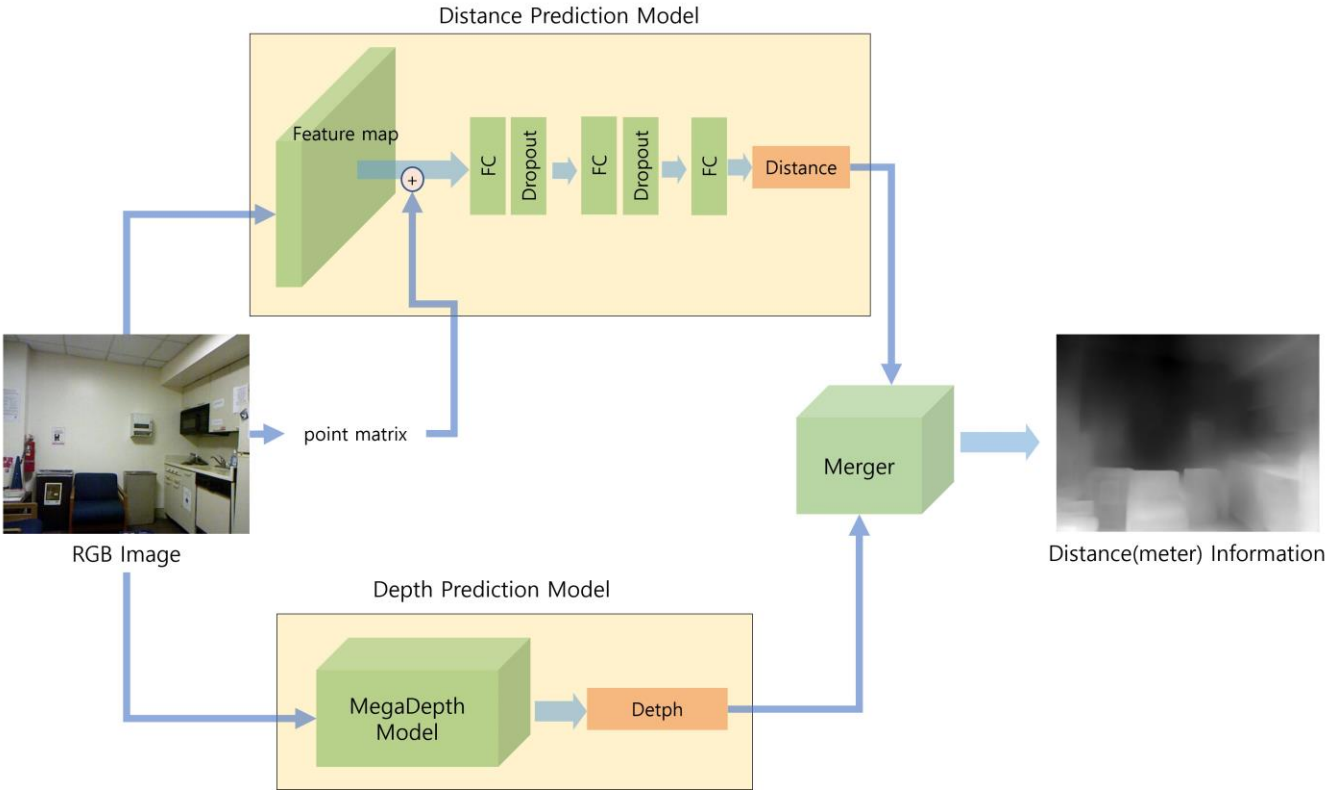 Distance Prediction Model
Feature map
+
FC
Dropout
FC
Dropout
FC
Distance
point matrix
RGB Image
Merger
Distance(meter) Information
Depth Prediction Model
MegaDepth
Model
Detph